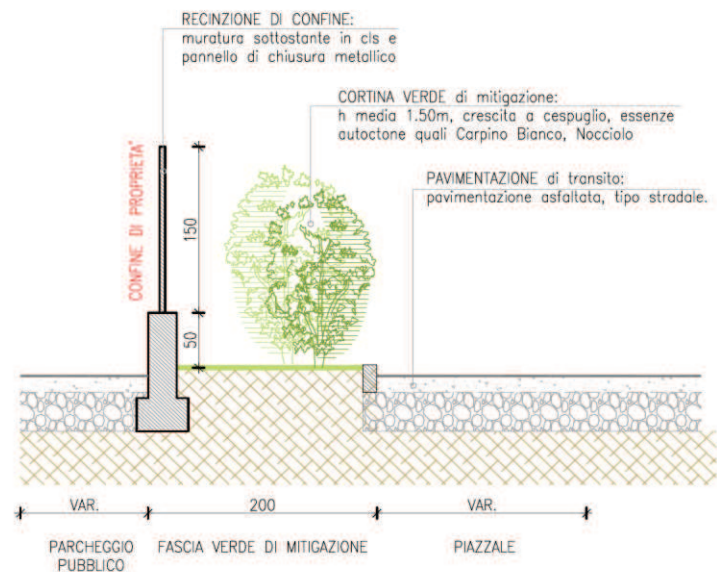 RECINZIONE DI CONFINE:
muratura sottostante in cls e
pannello di chiusura metallico
CORTINA VERDE di mitigazione:
h media 1.50m, crescita a cespuglio, essenze
autoctone quali Carpino Bianco, Nocciolo
PAVIMENTAZIONE di transito:
pavimentazione asfaltata, tipo stradale.
CONFINE DI PROPRIETA'
150
50
VAR.
200
VAR.
PARCHEGGIO
PUBBLICO
FASCIA VERDE DI MITIGAZIONE
PIAZZALE